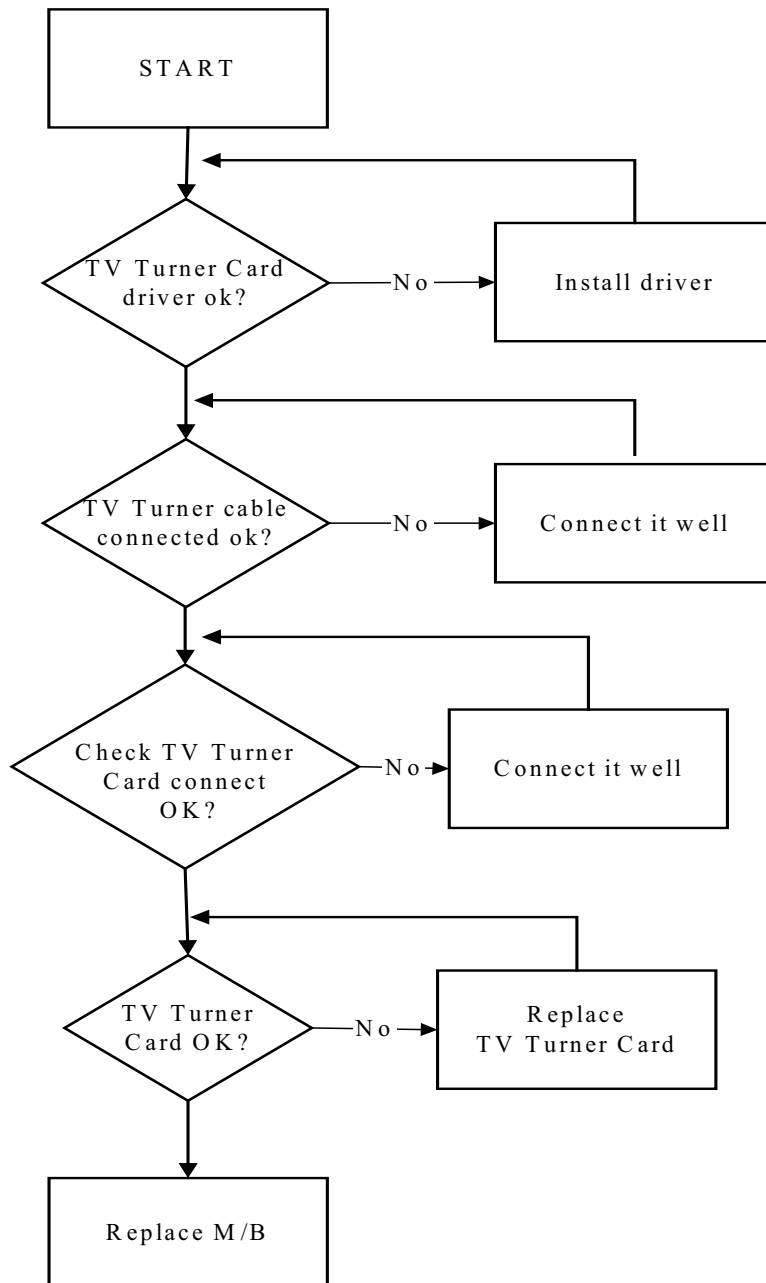 START
TV Turner Card
driver ok?
No
Install driver
TV Turner cable
connected ok?
No
Connect it well
Check TV Turner
Card connect
OK?
No
Connect it well
TV Turner
Card OK?
No
Replace
TV Turner Card
Replace M/B